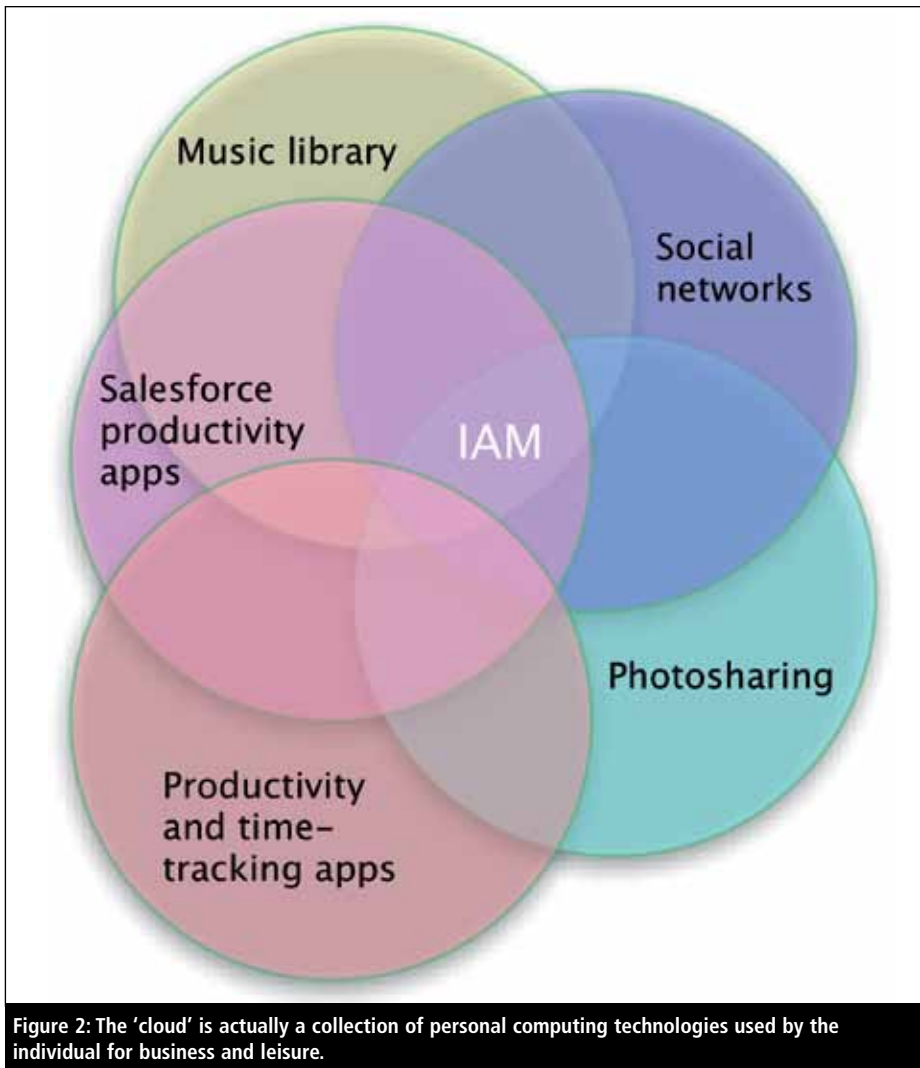 Music library
Social
networks
Salesforce
productivity
apps
IAM
Photosharing
Productivity
and time-
tracking apps
Figure 2: The ‘cloud’ is actually a collection of personal computing technologies used by the
individual for business and leisure.